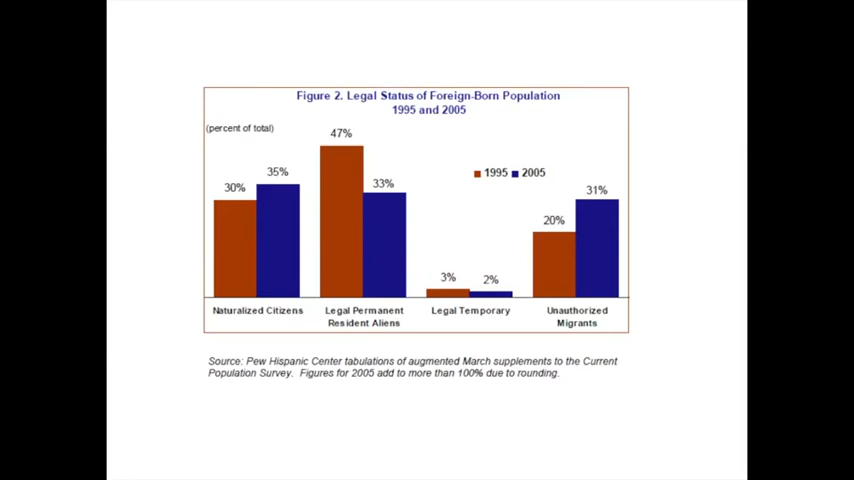 Figure 2. Legal Status of Foreign-Born Population
1995 and 2005
(percent of total)
47%
30%
35%
33%
1995 2005
3%
2%
20%
31%
Naturalized Citizens
Legal Permanent
Resident Aliens
Legal Temporary
Unauthorized
Migrants
Source: Pew Hispanic Center tabulations of augmented March supplements to the Current
Population Survey. Figures for 2005 add to more than 100% due to rounding.